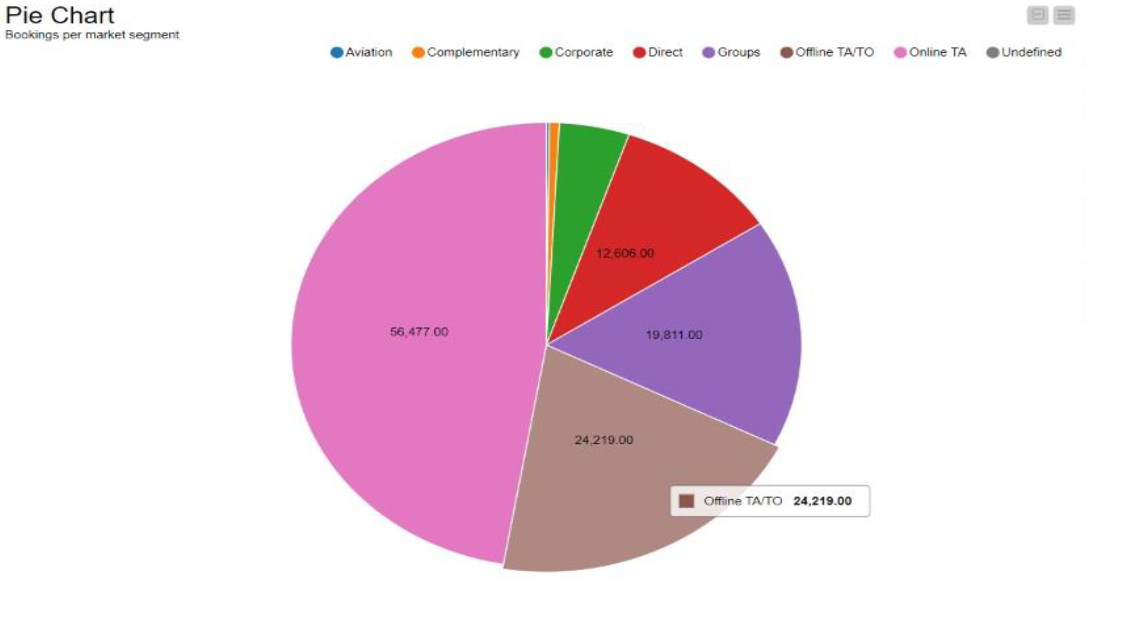 Pie Chart
Bookings per market segment
Aviation Complementary Corporate Direct Groups Offline TA/TO Online TA Undefined
12,606.00
56,477.00
19,811.00
24,219.00
Offline TA/TO 24,219.00